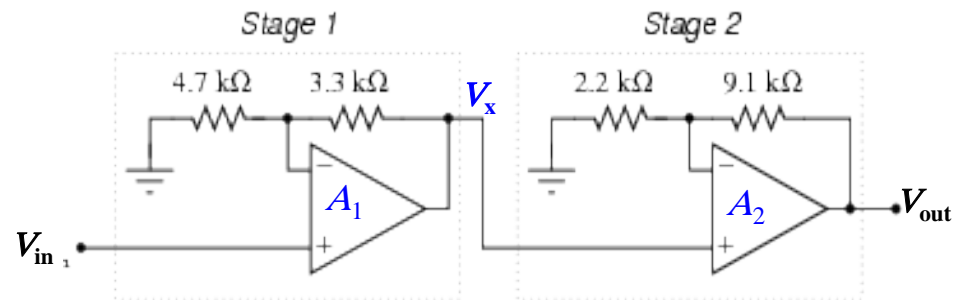 Stage 1 Stage 2
4.7 kΩ 3.3 kΩ Vx 2.2 kΩ 9.1 kΩ
− −
A1 A2
Vout
Vin 1 + +